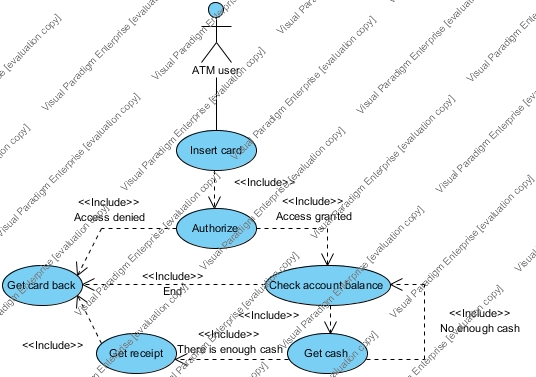 ATM user
Insert card
<<Include>>
<<Include>>
Access denied
<<Include>>
Access granted
Authorize
<<Include>>
End
Get card back
Check account balance
<<Include>>
<<Include>>
No enough cash
<<Include>>
There is enough cash
<<Include>>
Get receipt
Get cash
Visual Paradigm Enterprise [evaluation copy]